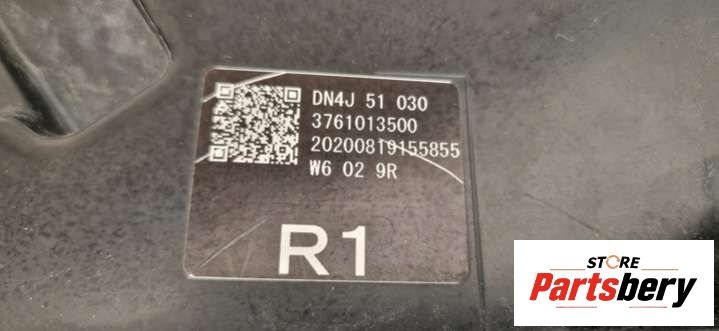 DN4J 51 030
3761013500
20200819155855
W6 02 9R
R1
STORE
Partsbery